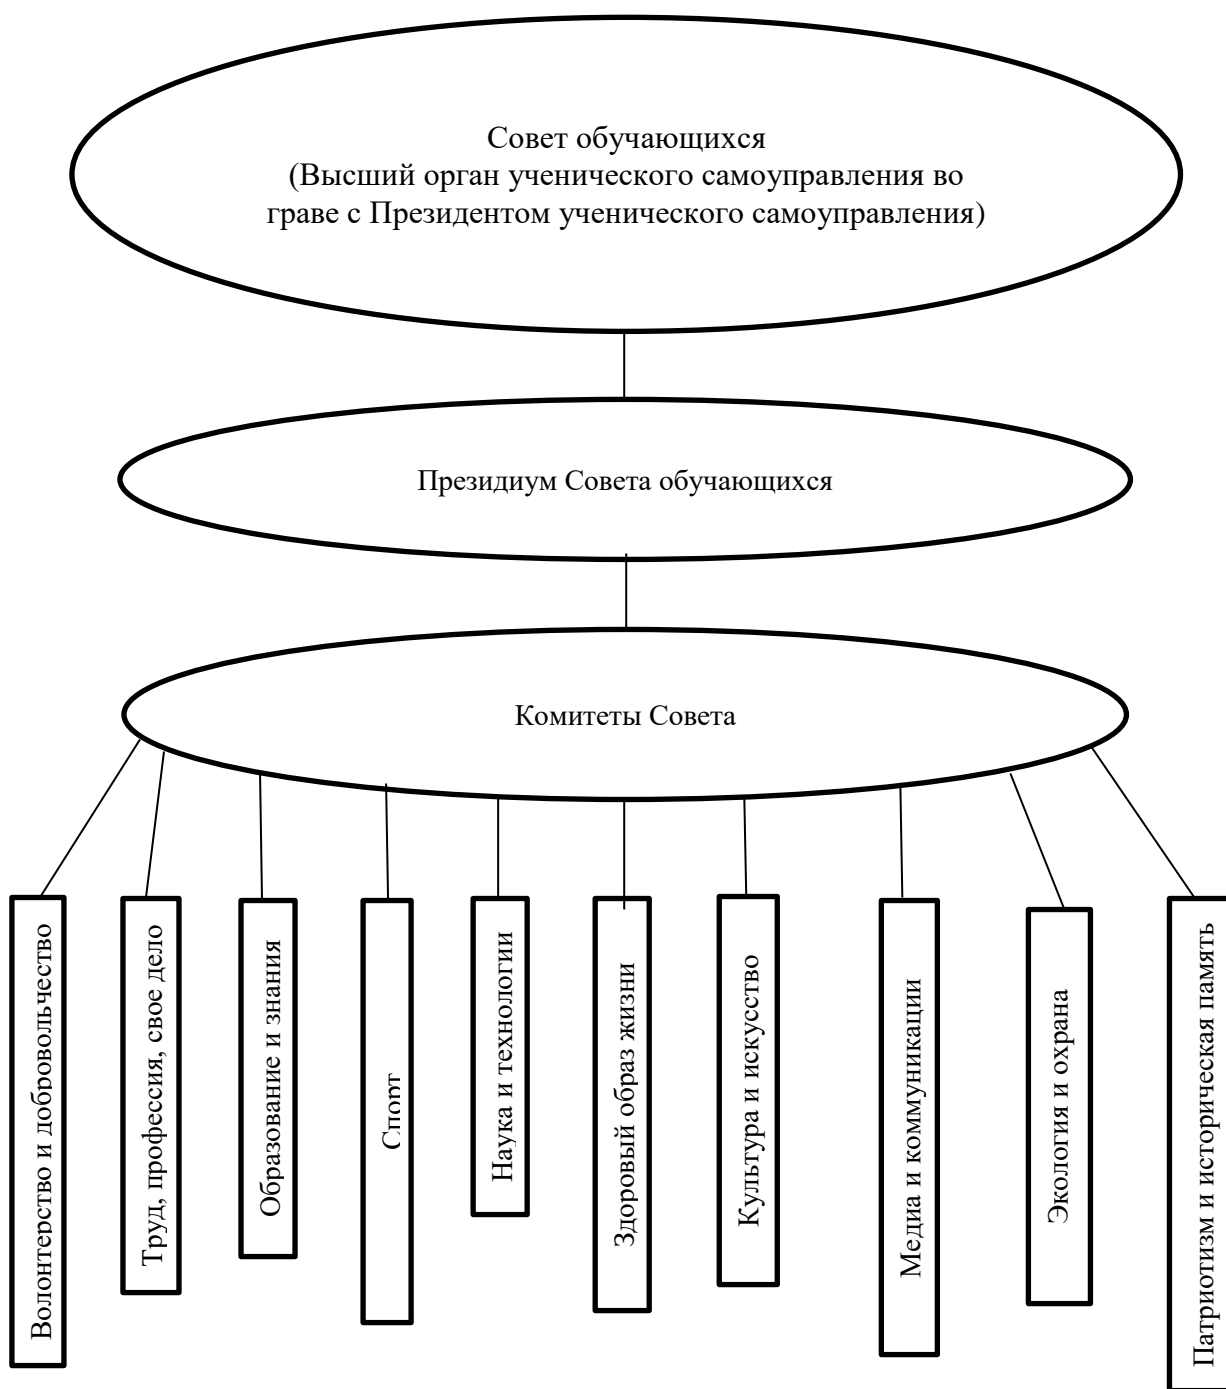 Совет обучающихся
(Высший орган ученического самоуправления во
граве с Президентом ученического самоуправления)
Президиум Совета обучающихся
Комитеты Совета
Волонтерство и добровольчество
Труд, профессия, свое дело
Образование и знания
Спорт
Наука и технологии
Здоровый образ жизни
Культура и искусство
Медиа и коммуникации
Экология и охрана
Патриотизм и историческая память